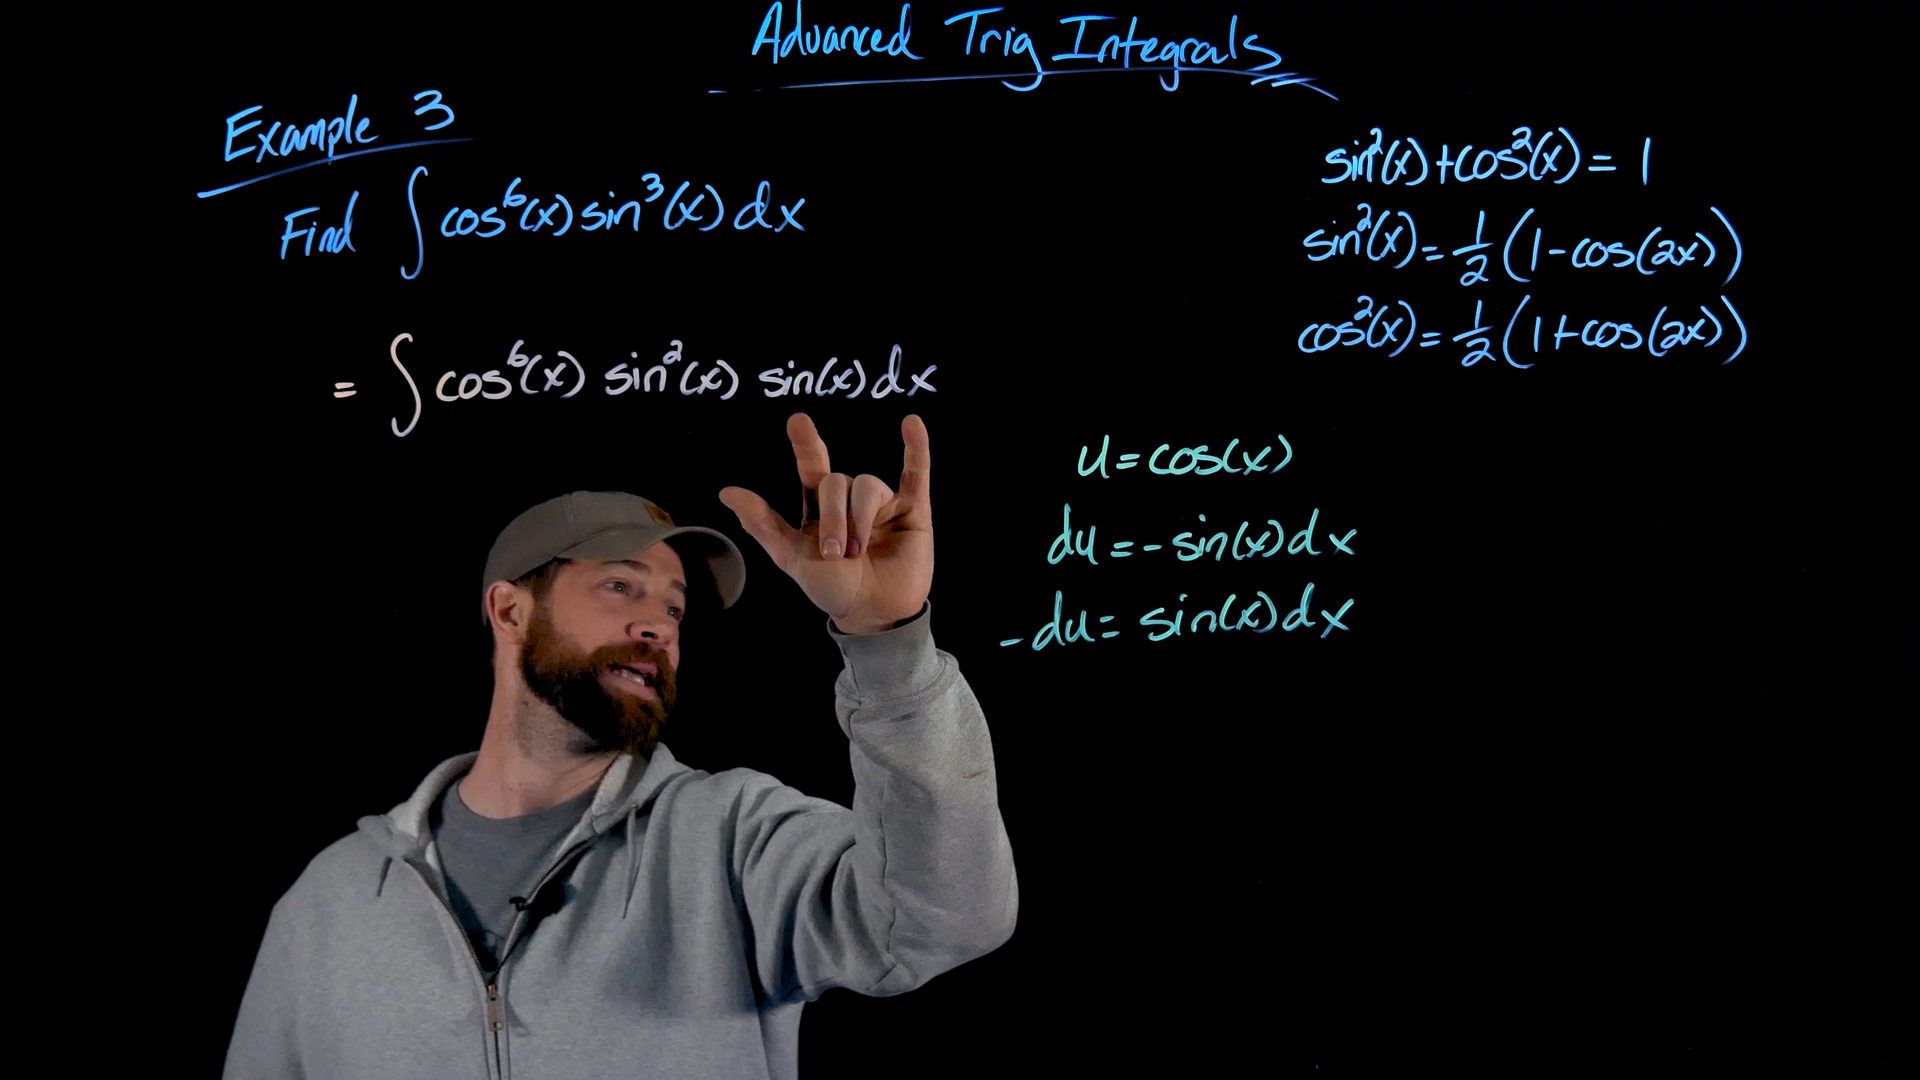 Advanced Trig Integrals
Example 3
Find ∫ cos⁶(x) sin³(x) dx
= ∫ cos⁶(x) sin²(x) sin(x) dx
sin²(x) + cos²(x) = 1
sin²(x) = 1/2 (1 - cos(2x))
cos²(x) = 1/2 (1 + cos(2x))
u = cos(x)
du = - sin(x) dx
- du = sin(x) dx